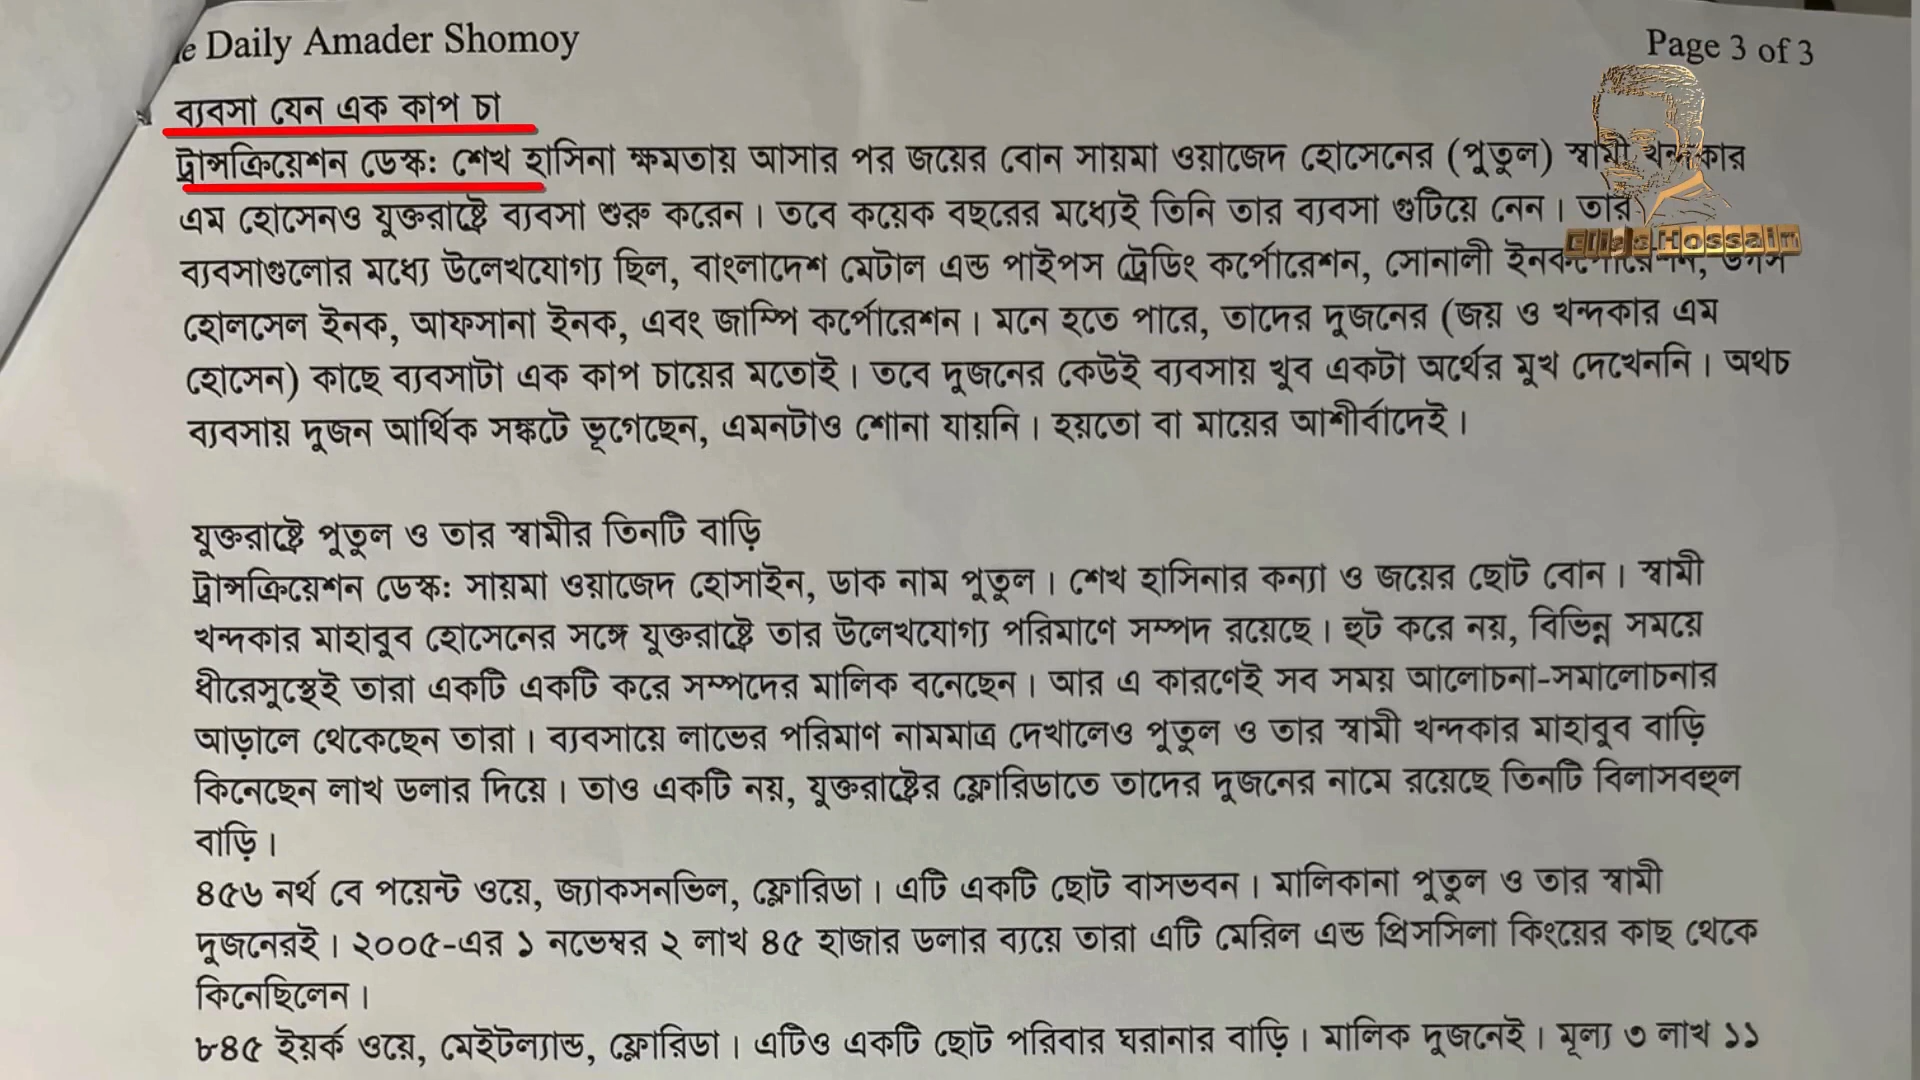 e Daily Amader Shomoy
Page 3 of 3
ব্যবসা যেন এক কাপ চা
ট্রান্সক্রিয়েশন ডেস্ক: শেখ হাসিনা ক্ষমতায় আসার পর জয়ের বোন সায়মা ওয়াজেদ হোসেনের (পুতুল) স্বামী খন্দকার
এম হোসেনও যুক্তরাষ্ট্রে ব্যবসা শুরু করেন। তবে কয়েক বছরের মধ্যেই তিনি তার ব্যবসা গুটিয়ে নেন। তার
Elias Hossain
ব্যবসাগুলোর মধ্যে উলেখযোগ্য ছিল, বাংলাদেশ মেটাল এন্ড পাইপস ট্রেডিং কর্পোরেশন, সোনালী
হোলসেল ইনক, আফসানা ইনক, এবং জাম্পি কর্পোরেশন। মনে হতে পারে, তাদের দুজনের (জয় ও খন্দকার এম
হোসেন) কাছে ব্যবসাটা এক কাপ চায়ের মতোই। তবে দুজনের কেউই ব্যবসায় খুব একটা অর্থের মুখ দেখেননি। অথচ
ব্যবসায় দুজন আর্থিক সঙ্কটে ভূগেছেন, এমনটাও শোনা যায়নি। হয়তো বা মায়ের আশীর্বাদেই।
যুক্তরাষ্ট্রে পুতুল ও তার স্বামীর তিনটি বাড়ি
ট্রান্সক্রিয়েশন ডেস্ক: সায়মা ওয়াজেদ হোসাইন, ডাক নাম পুতুল। শেখ হাসিনার কন্যা ও জয়ের ছোট বোন। স্বামী
খন্দকার মাহাবুব হোসেনের সঙ্গে যুক্তরাষ্ট্রে তার উলেখযোগ্য পরিমাণে সম্পদ রয়েছে। হুট করে নয়, বিভিন্ন সময়ে
ধীরেসুস্থেই তারা একটি একটি করে সম্পদের মালিক বনেছেন। আর এ কারণেই সব সময় আলোচনা-সমালোচনার
আড়ালে থেকেছেন তারা। ব্যবসায়ে লাভের পরিমাণ নামমাত্র দেখালেও পুতুল ও তার স্বামী খন্দকার মাহাবুব বাড়ি
কিনেছেন লাখ ডলার দিয়ে। তাও একটি নয়, যুক্তরাষ্ট্রের ফ্লোরিডাতে তাদের দুজনের নামে রয়েছে তিনটি বিলাসবহুল
বাড়ি।
৪৫৬ নর্থ বে পয়েন্ট ওয়ে, জ্যাকসনভিল, ফ্লোরিডা। এটি একটি ছোট বাসভবন। মালিকানা পুতুল ও তার স্বামী
দুজনেরই। ২০০৫-এর ১ নভেম্বর ২ লাখ ৪৫ হাজার ডলার ব্যয়ে তারা এটি মেরিল এন্ড প্রিসসিলা কিংয়ের কাছ থেকে
কিনেছিলেন।
৮৪৫ ইয়র্ক ওয়ে, মেইটল্যান্ড, ফ্লোরিডা। এটিও একটি ছোট পরিবার ঘরানার বাড়ি। মালিক দুজনেই। মূল্য ৩ লাখ ১১